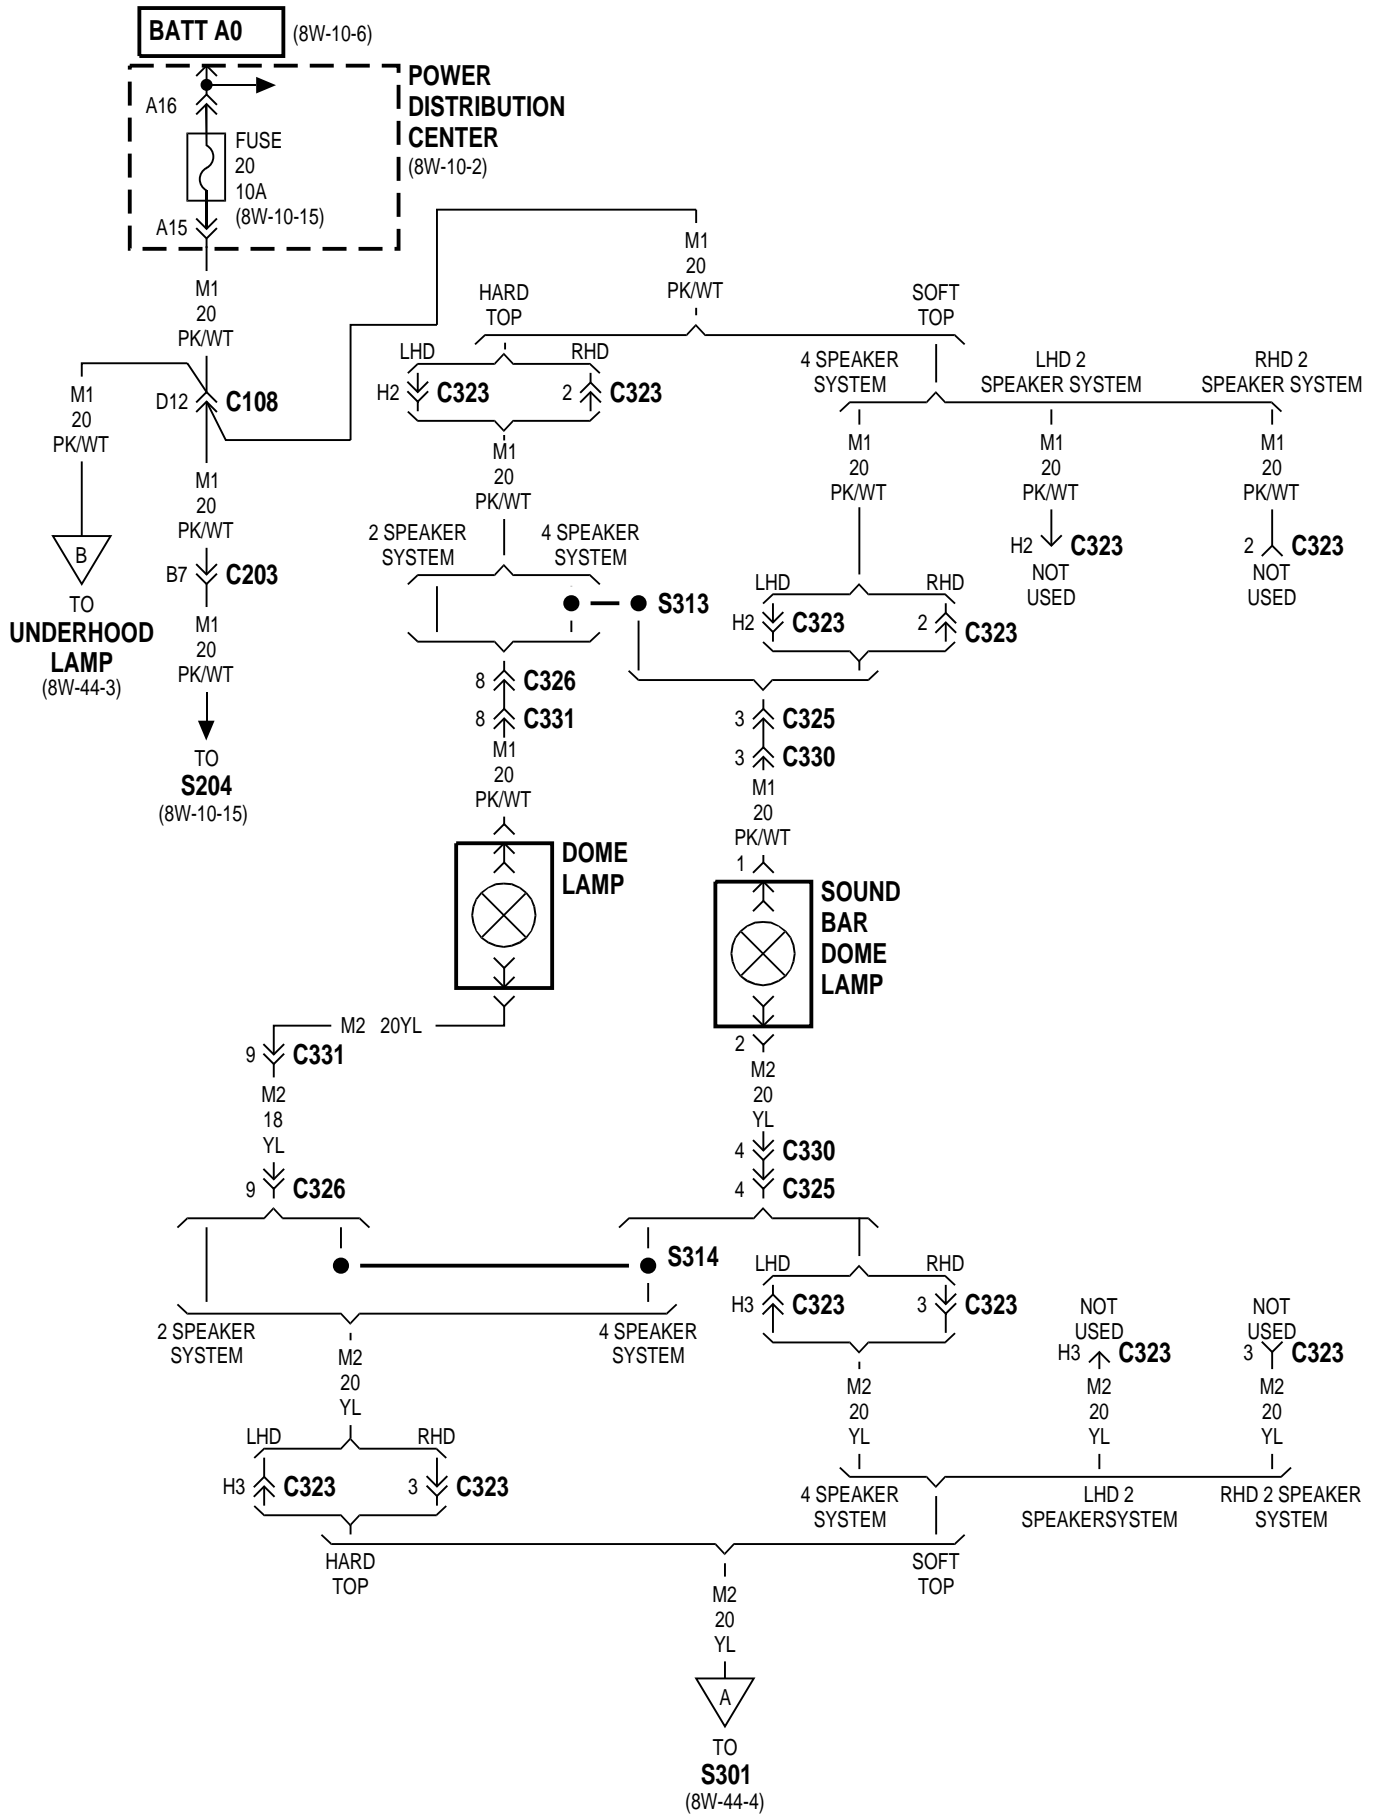 BATT A0
(8W-10-6)
POWER
DISTRIBUTION
CENTER
(8W-10-2)
A16
FUSE
20
10A
(8W-10-15)
A15
M1
20
PK/WT
M1
20
PK/WT
HARD
TOP
SOFT
TOP
LHD
RHD
H2
C323
2
C323
4 SPEAKER
SYSTEM
LHD 2
SPEAKER SYSTEM
RHD 2
SPEAKER SYSTEM
M1
20
PK/WT
D12
C108
M1
20
PK/WT
M1
20
PK/WT
M1
20
PK/WT
M1
20
PK/WT
M1
20
PK/WT
2 SPEAKER
SYSTEM
4 SPEAKER
SYSTEM
H2
C323
NOT
USED
2
C323
NOT
USED
B
TO
UNDERHOOD
LAMP
(8W-44-3)
B7
C203
M1
20
PK/WT
S313
LHD
RHD
H2
C323
2
C323
8
C326
8
C331
3
C325
3
C330
TO
S204
(8W-10-15)
M1
20
PK/WT
M1
20
PK/WT
DOME
LAMP
1
SOUND
BAR
DOME
LAMP
M2 20YL
9
C331
M2
18
YL
9
C326
2
M2
20
YL
4
C330
4
C325
S314
LHD
RHD
H3
C323
3
C323
2 SPEAKER
SYSTEM
4 SPEAKER
SYSTEM
NOT
USED
H3
C323
NOT
USED
3
C323
M2
20
YL
M2
20
YL
M2
20
YL
M2
20
YL
LHD
RHD
H3
C323
3
C323
4 SPEAKER
SYSTEM
LHD 2
SPEAKERSYSTEM
RHD 2 SPEAKER
SYSTEM
HARD
TOP
SOFT
TOP
M2
20
YL
A
TO
S301
(8W-44-4)